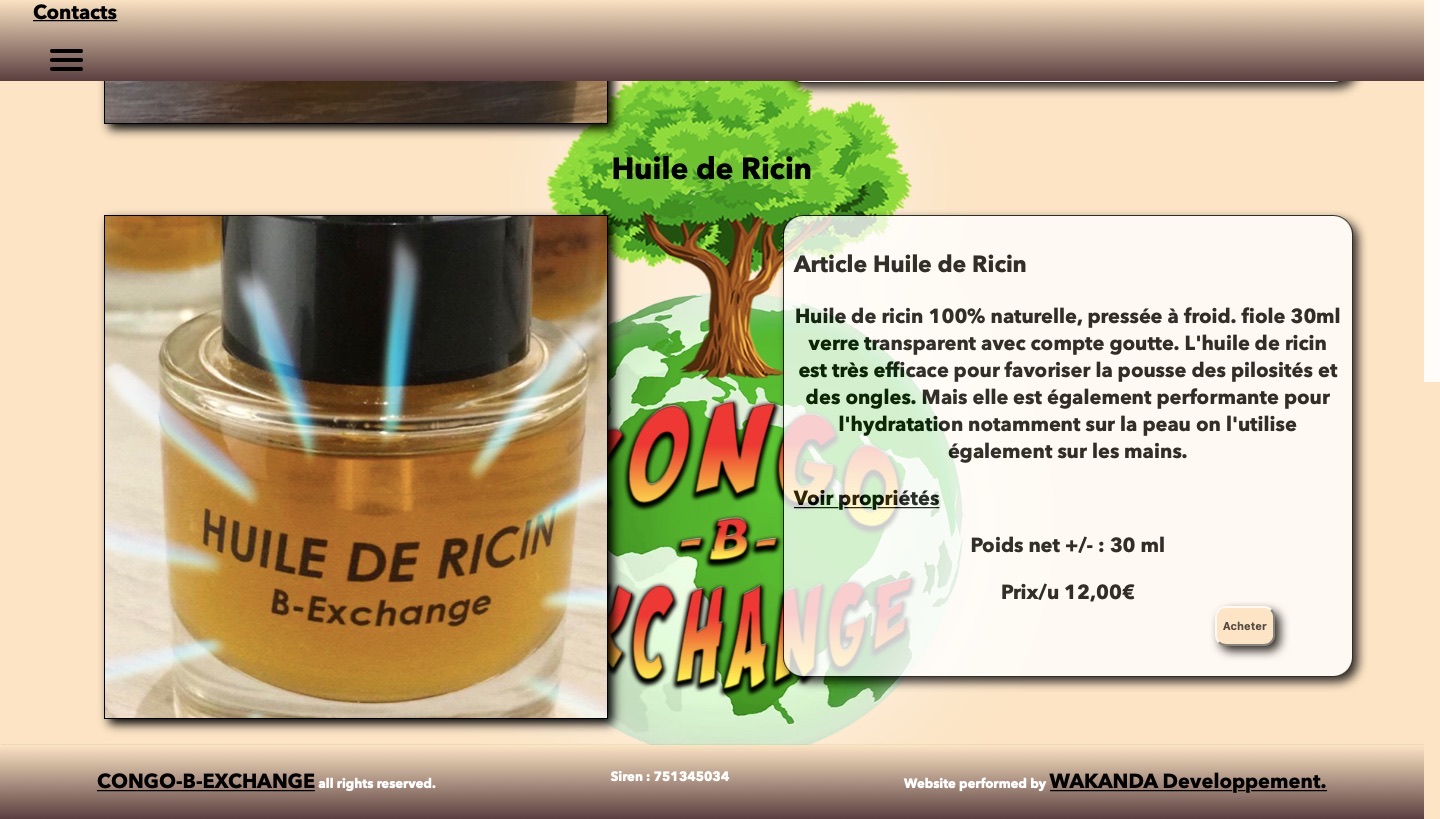 Contacts
Huile de Ricin
HUILE DE RICIN
B-Exchange
ONGO
-B-
XCHANGE
Article Huile de Ricin
Huile de ricin 100% naturelle, pressée à froid. fiole 30ml
verre transparent avec compte goutte. L'huile de ricin
est très efficace pour favoriser la pousse des pilosités et
des ongles. Mais elle est également performante pour
l'hydratation notamment sur la peau on l'utilise
également sur les mains.
Voir propriétés
Poids net +/- : 30 ml
Prix/u 12,00€
Acheter
CONGO-B-EXCHANGE all rights reserved.
Siren : 751345034
Website performed by WAKANDA Developpement.